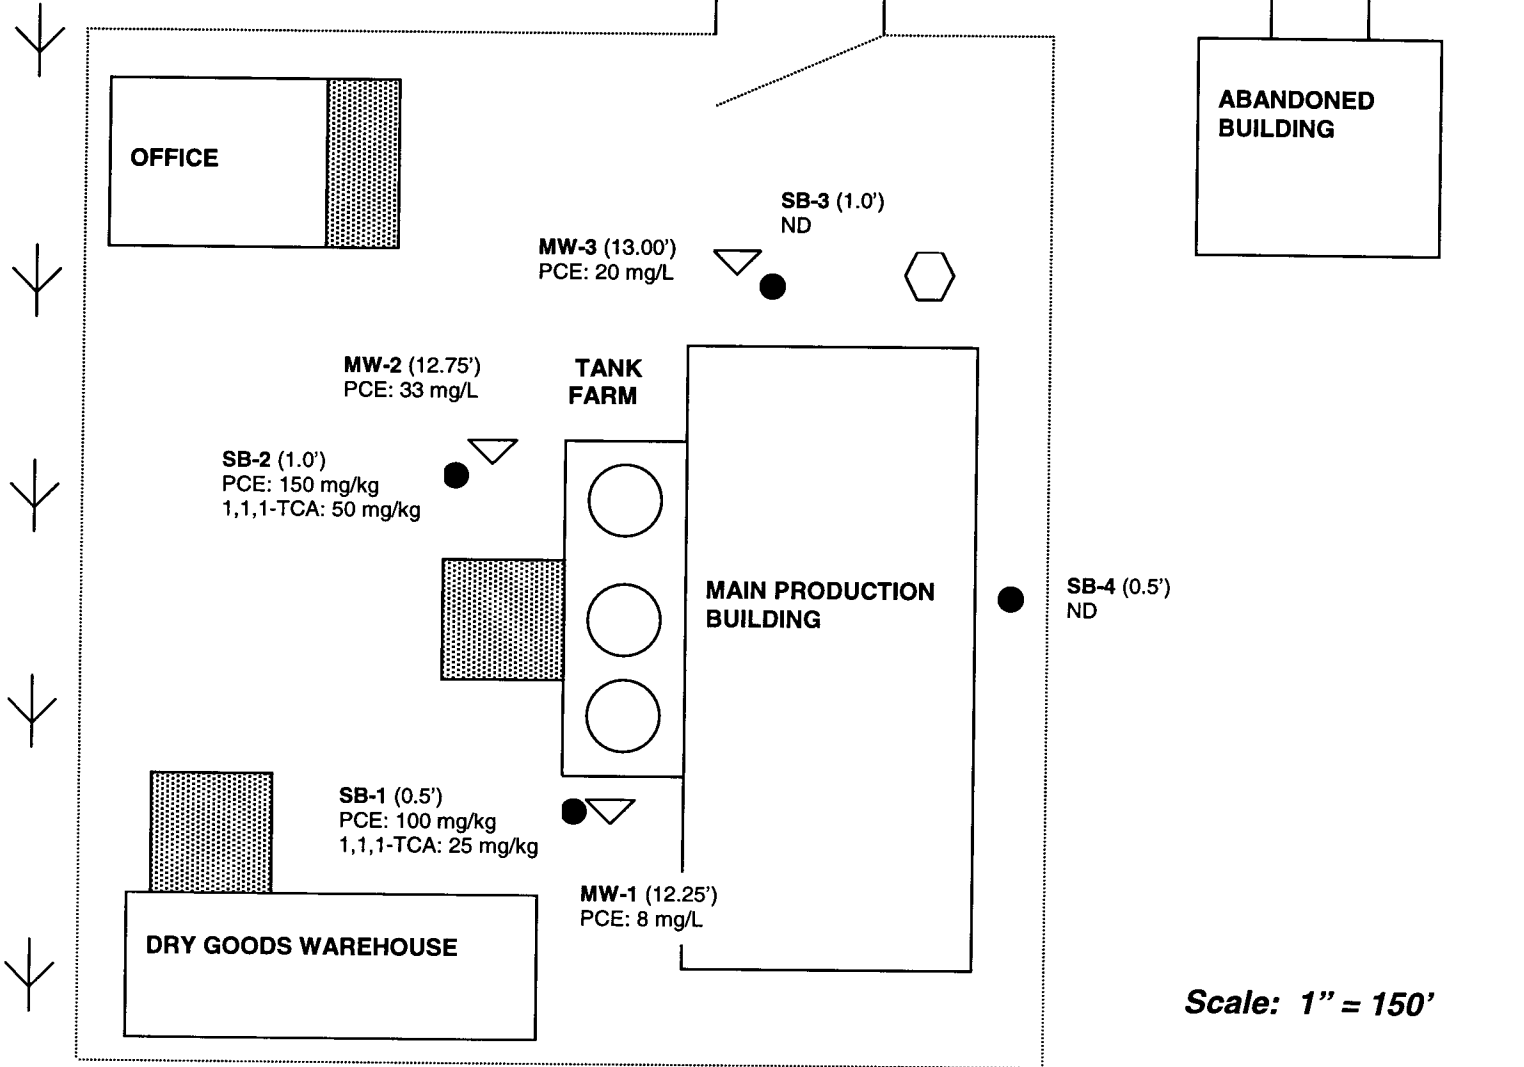 ABANDONED
BUILDING
OFFICE
SB-3 (1.0')
ND
MW-3 (13.00')
PCE: 20 mg/L
MW-2 (12.75')
PCE: 33 mg/L
TANK
FARM
SB-2 (1.0')
PCE: 150 mg/kg
1,1,1-TCA: 50 mg/kg
MAIN PRODUCTION
BUILDING
SB-4 (0.5')
ND
SB-1 (0.5')
PCE: 100 mg/kg
1,1,1-TCA: 25 mg/kg
MW-1 (12.25')
PCE: 8 mg/L
DRY GOODS WAREHOUSE
Scale: 1” = 150’